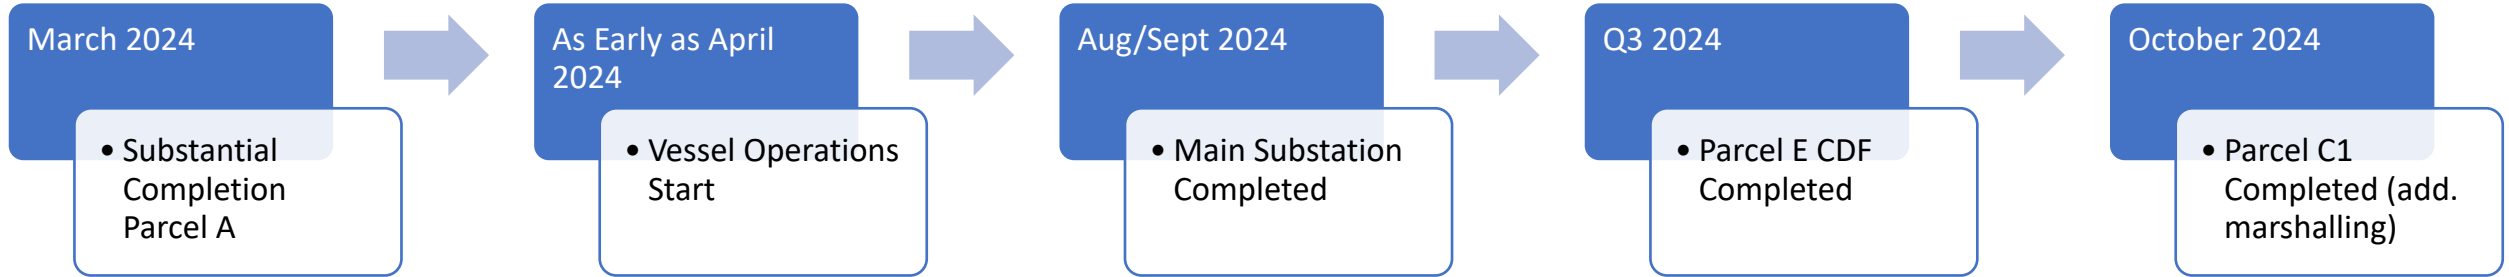 March 2024
• Substantial
Completion
Parcel A
As Early as April
2024
• Vessel Operations
Start
Aug/Sept 2024
• Main Substation
Completed
Q3 2024
• Parcel E CDF
Completed
October 2024
• Parcel C1
Completed (add.
marshalling)